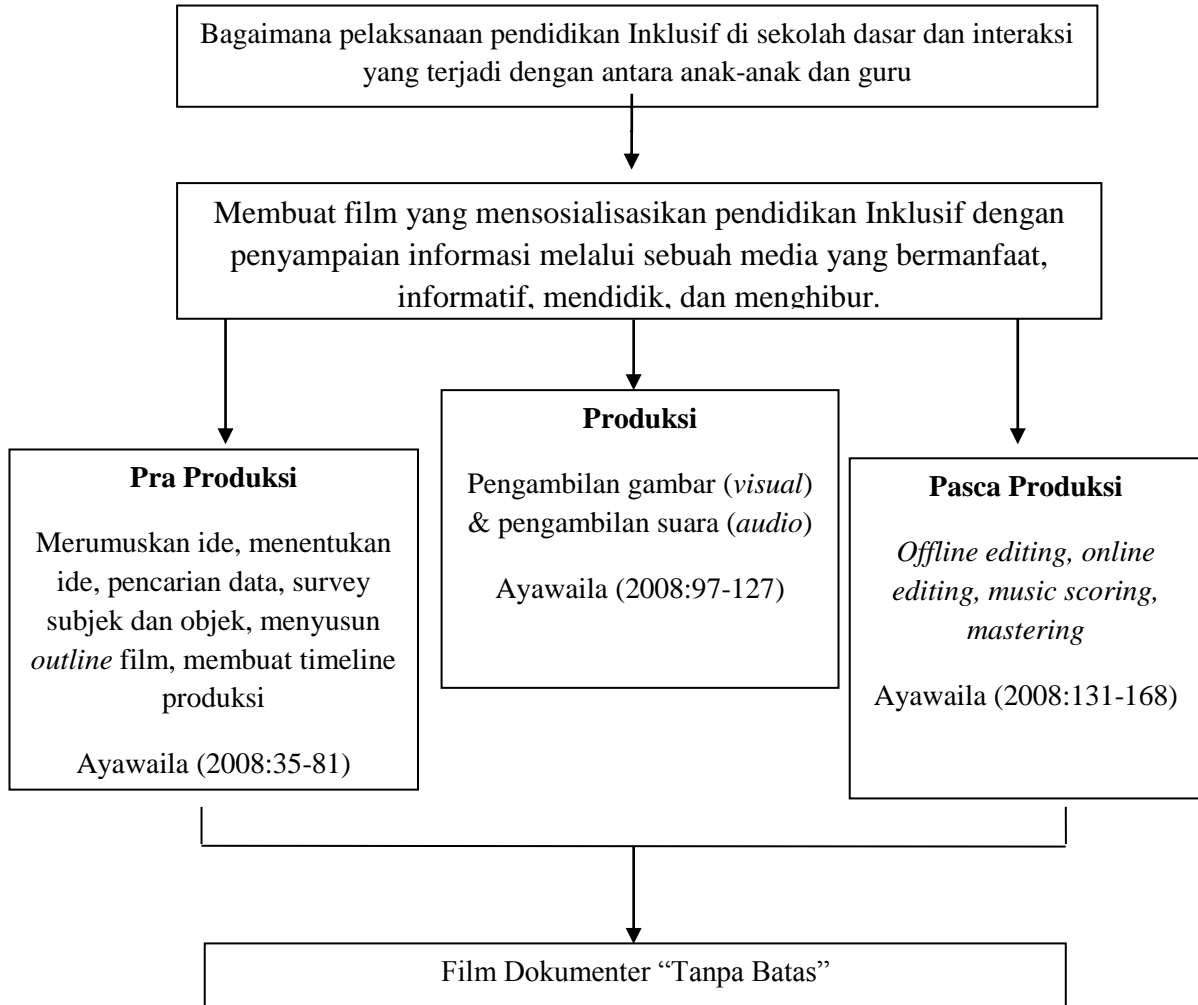 Bagaimana pelaksanaan pendidikan Inklusif di sekolah dasar dan interaksi
yang terjadi dengan antara anak-anak dan guru
Membuat film yang mensosialisasikan pendidikan Inklusif dengan
penyampaian informasi melalui sebuah media yang bermanfaat,
informatif, mendidik, dan menghibur.
Pra Produksi
Merumuskan ide, menentukan
ide, pencarian data, survey
subjek dan objek, menyusun
outline film, membuat timeline
produksi
Ayawaila (2008:35-81)
Produksi
Pengambilan gambar (visual)
& pengambilan suara (audio)
Ayawaila (2008:97-127)
Pasca Produksi
Offline editing, online
editing, music scoring,
mastering
Ayawaila (2008:131-168)
Film Dokumenter “Tanpa Batas”